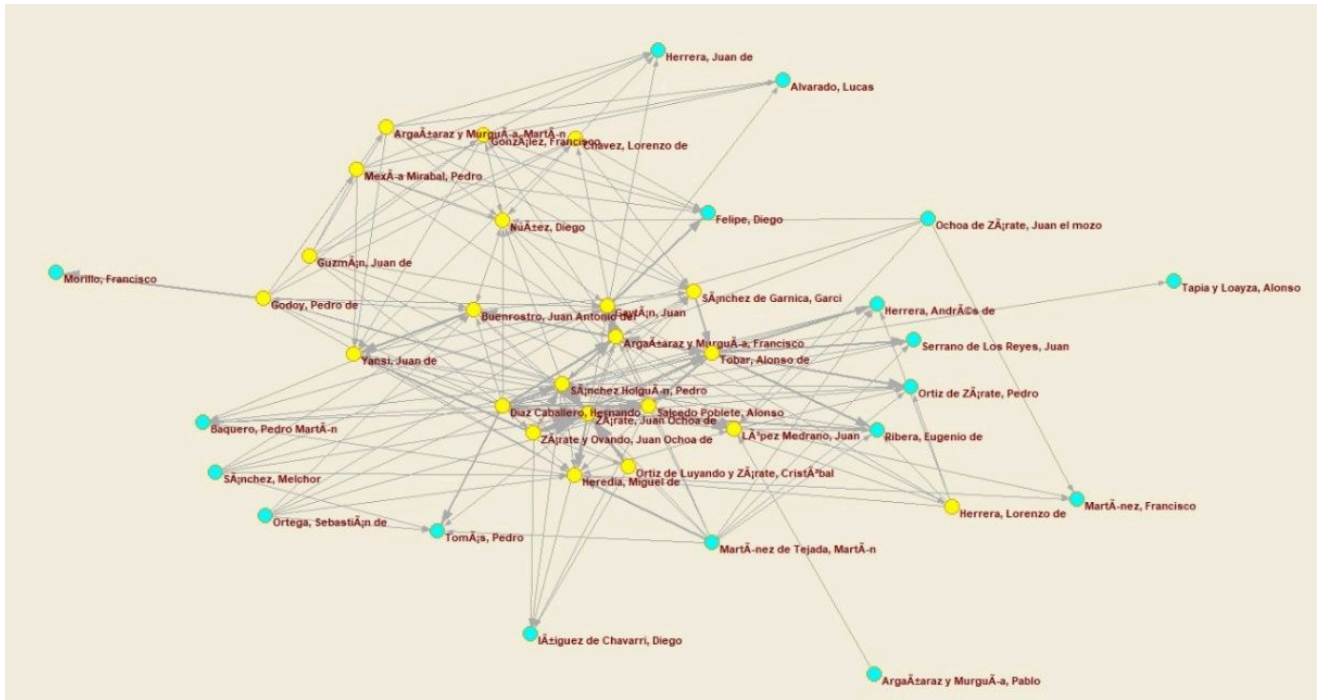 Herrera, Juan de
Alvarado, Lucas
ArgaÃ±araz y MurguÃ-a, MartÃ-n
GonzÃ¡lez, Francisco
Chavez, Lorenzo de
MexÃ-a Mirabal, Pedro
Felipe, Diego
Ochoa de ZÃ¡rate, Juan el mozo
NuÃ±ez, Diego
GuzmÃ¡n, Juan de
Morillo, Francisco
Tapia y Loayza, Alonso
Godoy, Pedro de
SÃ¡nchez de Garnica, Garci
Herrera, AndrÃ©s de
Buenrostro, Juan Antonio del
GaytÃ¡n, Juan
ArgaÃ±araz y MurguÃ-a, Francisco
Serrano de Los Reyes, Juan
Yansi, Juan de
Tobar, Alonso de
SÃ¡nchez HolguÃ-n, Pedro
Ortiz de ZÃ¡rate, Pedro
Diaz Caballero, Hernando
Salcedo Poblete, Alonso
ZÃ¡rate, Juan Ochoa de
Baquero, Pedro MartÃ-n
ZÃ¡rate y Ovando, Juan Ochoa de
LÃ³pez Medrano, Juan
Ribera, Eugenio de
SÃ¡nchez, Melchor
Ortiz de Luyando y ZÃ¡rate, CristÃ³bal
Heredia, Miguel de
MartÃ-nez, Francisco
Herrera, Lorenzo de
Ortega, SebastiÃ¡n de
TomÃ¡s, Pedro
MartÃ-nez de Tejada, MartÃ-n
IÃ±iguez de Chavarri, Diego
ArgaÃ±araz y MurguÃ-a, Pablo